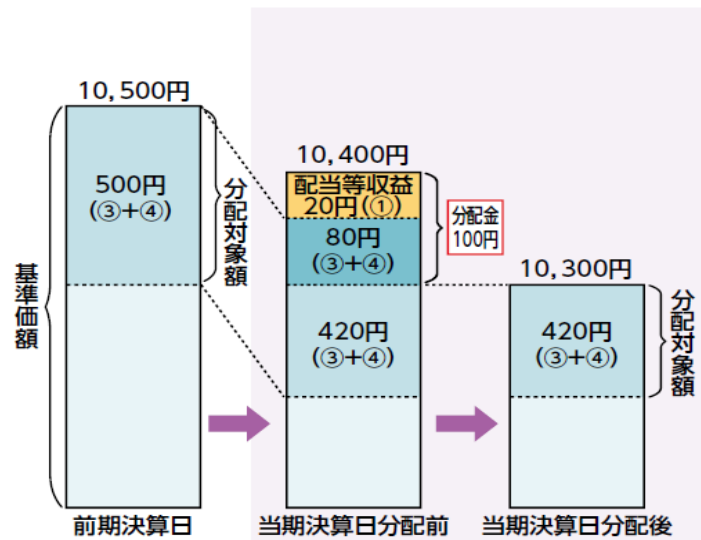 10,500円
500円
(③+④)
分配対象額
基準価額
前期決算日
10,400円
配当等収益
20円(①)
80円
(③+④)
分配金
100円
420円
(③+④)
当期決算日分配前
10,300円
420円
(③+④)
分配対象額
当期決算日分配後